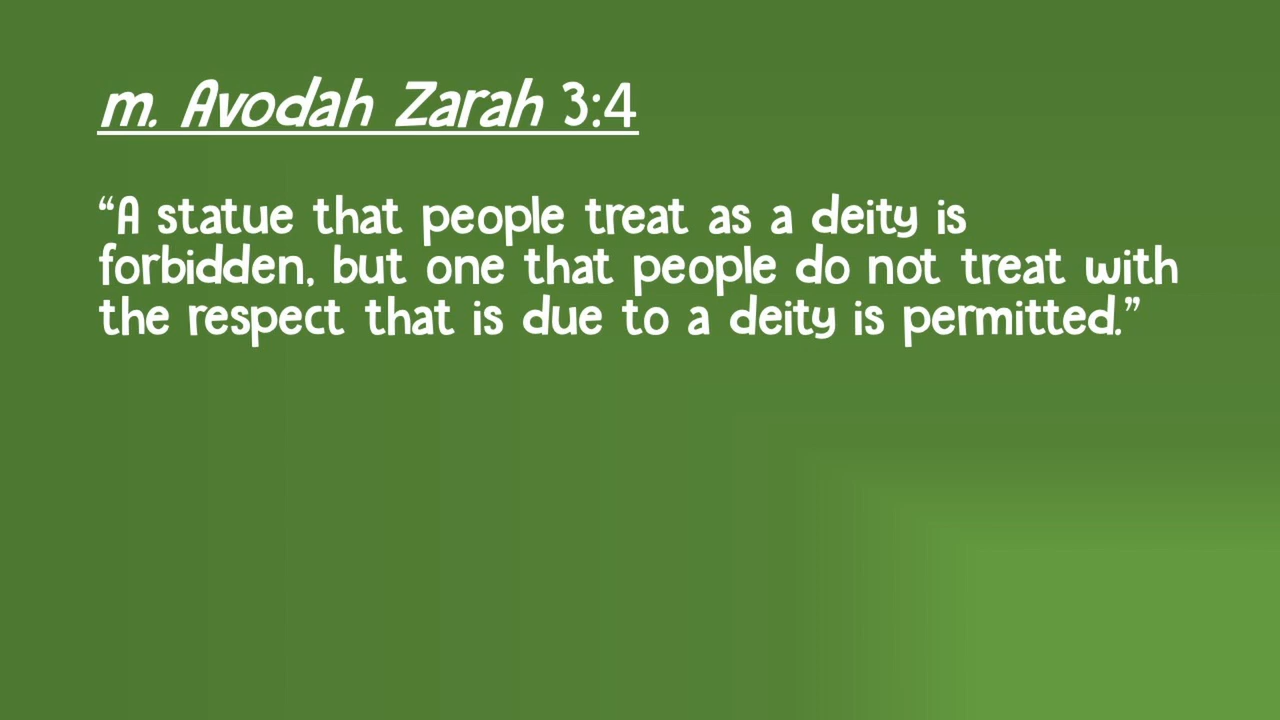 m. Avodah Zarah 3:4
“A statue that people treat as a deity is
forbidden, but one that people do not treat with
the respect that is due to a deity is permitted.”